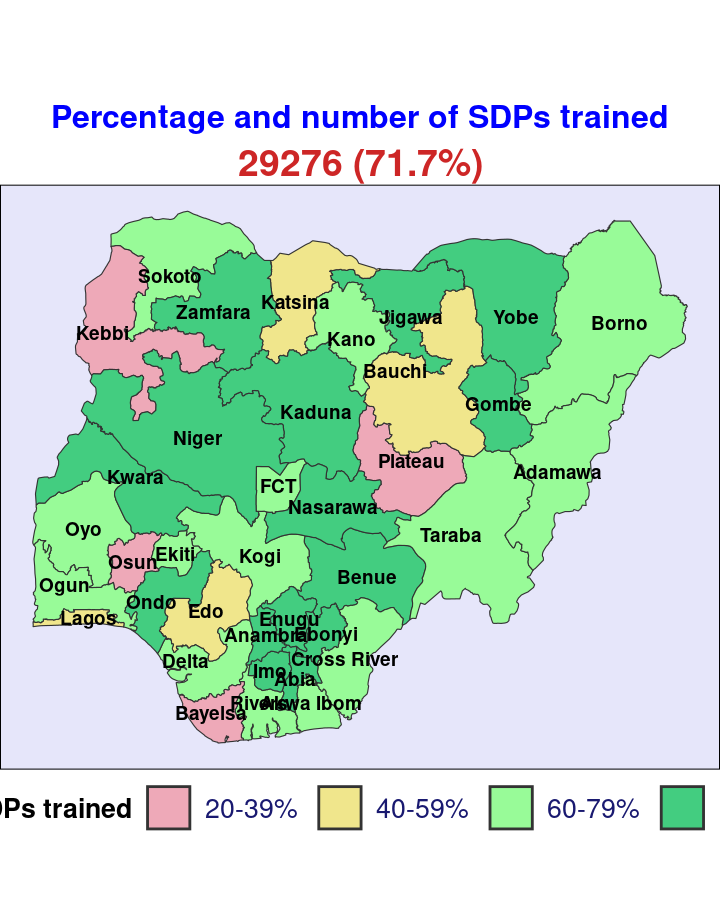 Percentage and number of SDPs trained
29276 (71.7%)
Sokoto
Katsina
Zamfara
Jigawa
Yobe
Borno
Kebbi
Kano
Bauchi
Gombe
Kaduna
Niger
Plateau
Adamawa
Kwara
FCT
Nasarawa
Oyo
Taraba
Osun
Ekiti
Kogi
Benue
Ogun
Ondo
Edo
Lagos
Enugu
Anambra
Ebonyi
Delta
Cross River
Imo
Abia
Rivers
Akwa Ibom
Bayelsa
DPs trained 20-39% 40-59% 60-79%